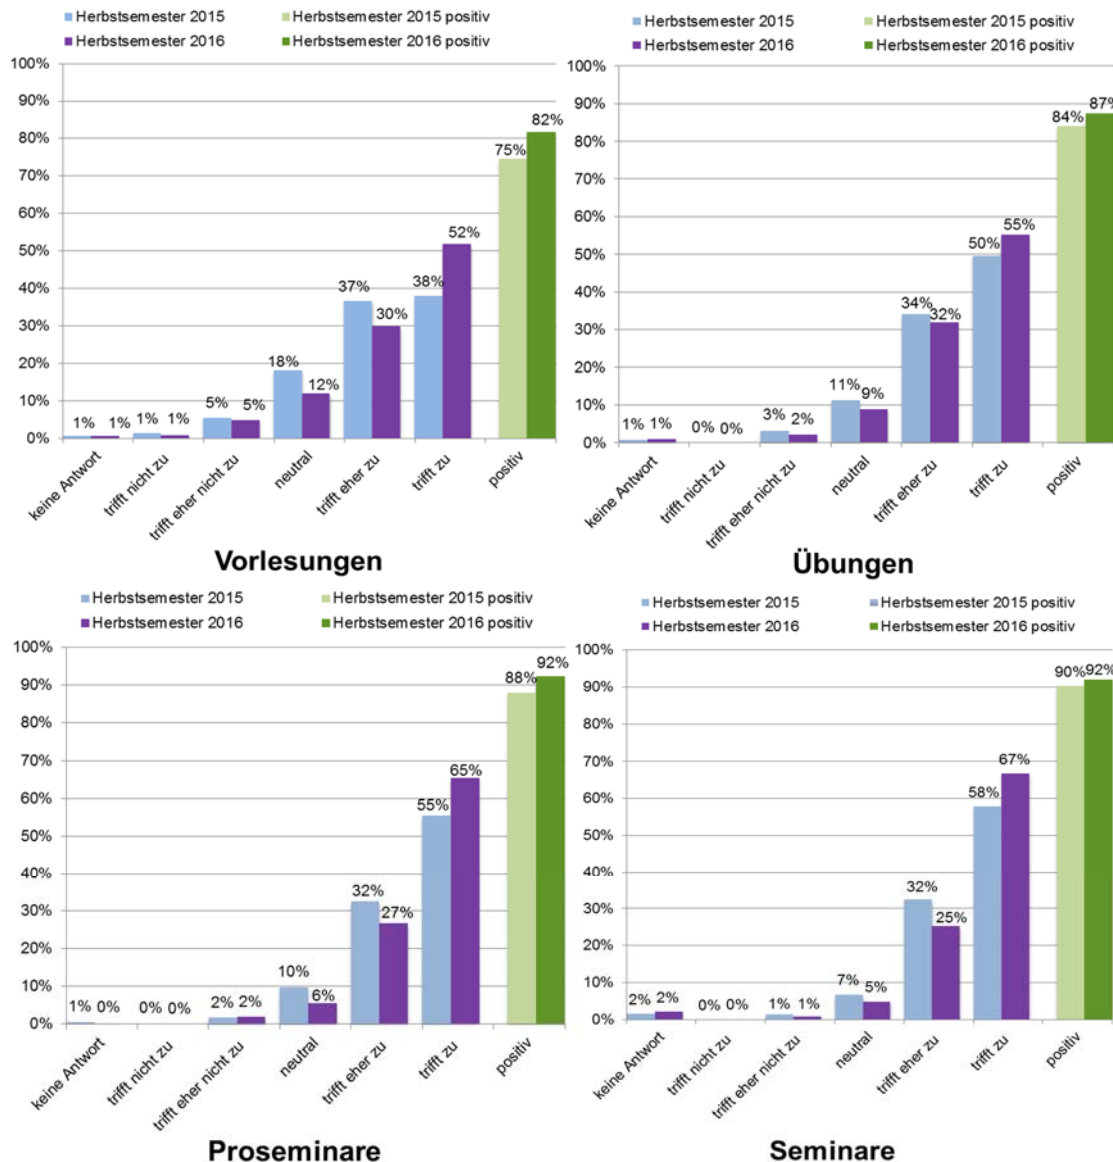 Herbstsemester 2015 Herbstsemester 2015 positiv
Herbstsemester 2016 Herbstsemester 2016 positiv
100%
90%
80%
70%
60%
50%
40%
30%
20%
10%
0%
1% 1% 1% 1% 5% 5% 18% 12% 37% 30% 38% 52% 75% 82%
keine Antwort
trifft nicht zu
trifft eher nicht zu
neutral
trifft eher zu
trifft zu
positiv
Vorlesungen
Herbstsemester 2015 Herbstsemester 2015 positiv
Herbstsemester 2016 Herbstsemester 2016 positiv
100%
90%
80%
70%
60%
50%
40%
30%
20%
10%
0%
1% 1% 0% 0% 3% 2% 11% 9% 34% 32% 50% 55% 84% 87%
keine Antwort
trifft nicht zu
trifft eher nicht zu
neutral
trifft eher zu
trifft zu
positiv
Übungen
Herbstsemester 2015 Herbstsemester 2015 positiv
Herbstsemester 2016 Herbstsemester 2016 positiv
100%
90%
80%
70%
60%
50%
40%
30%
20%
10%
0%
1% 0% 0% 0% 2% 2% 10% 6% 32% 27% 55% 65% 88% 92%
keine Antwort
trifft nicht zu
trifft eher nicht zu
neutral
trifft eher zu
trifft zu
positiv
Proseminare
Herbstsemester 2015 Herbstsemester 2015 positiv
Herbstsemester 2016 Herbstsemester 2016 positiv
100%
90%
80%
70%
60%
50%
40%
30%
20%
10%
0%
2% 2% 0% 0% 1% 1% 7% 5% 32% 25% 58% 67% 90% 92%
keine Antwort
trifft nicht zu
trifft eher nicht zu
neutral
trifft eher zu
trifft zu
positiv
Seminare